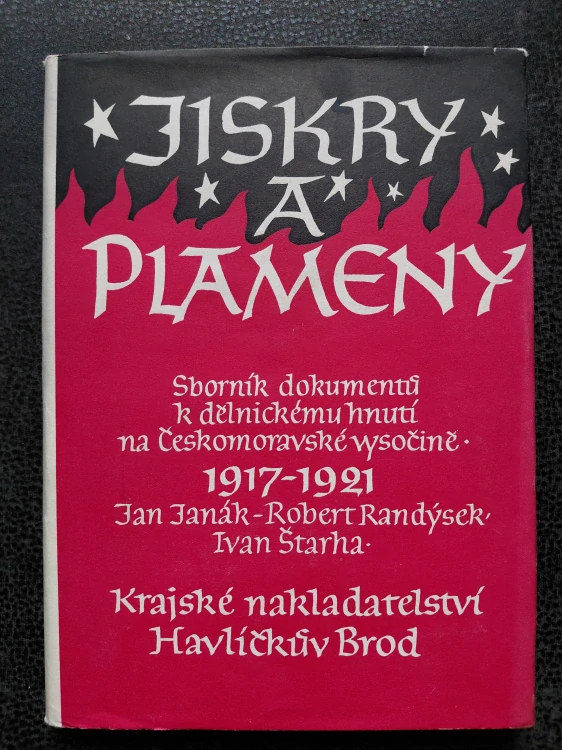 JISKRY
A
PLAMENY
Sborník dokumentů
k dělnickému hnutí
na Českomoravské vysočině.
1917-1921
Jan Janák-Robert Randýsek,
Ivan Štarha.
Krajské nakladatelství
Havlíčkův Brod